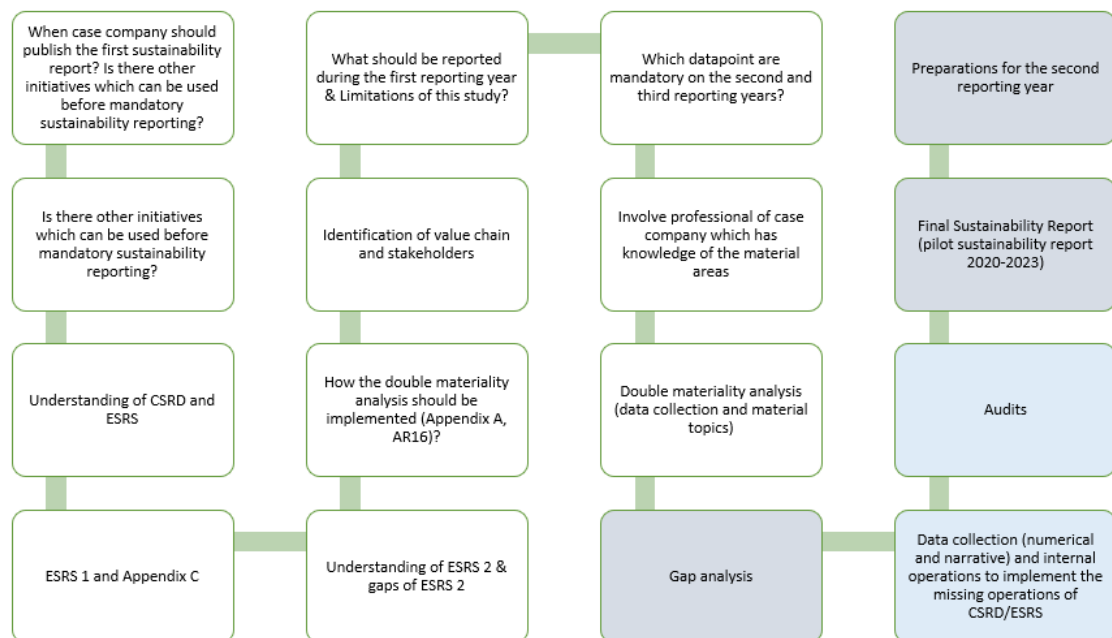 When case company should
publish the first sustainability
report? Is there other
initiatives which can be used
before mandatory
sustainability reporting?
Is there other initiatives
which can be used before
mandatory sustainability
reporting?
Understanding of CSRD and
ESRS
ESRS 1 and Appendix C
Understanding of ESRS 2 & gaps
of ESRS 2
How the double materiality
analysis should be
implemented (Appendix A,
AR16)?
Identification of value chain
and stakeholders
What should be reported
during the first reporting year
& Limitations of this study?
Which datapoint are
mandatory on the second and
third reporting years?
Involve professional of case
company which has
knowledge of the material
areas
Double materiality analysis
(data collection and material
topics)
Gap analysis
Data collection (numerical
and narrative) and internal
operations to implement the
missing operations of
CSRD/ESRS
Audits
Final Sustainability Report
(pilot sustainability report
2020-2023)
Preparations for the second
reporting year